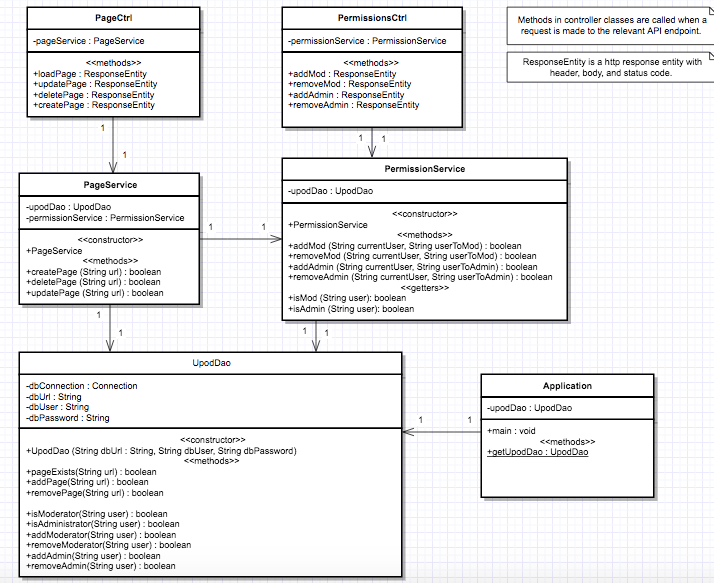 PageCtrl
-pageService : PageService
<<methods>>
+loadPage : ResponseEntity
+updatePage : ResponseEntity
+deletePage : ResponseEntity
+createPage : ResponseEntity
PermissionsCtrl
-permissionService : PermissionService
<<methods>>
+addMod : ResponseEntity
+removeMod : ResponseEntity
+addAdmin : ResponseEntity
+removeAdmin : ResponseEntity
Methods in controller classes are called when a
request is made to the relevant API endpoint.
ResponseEntity is a http response entity with
header, body, and status code.
1
1
1
1
PageService
-upodDao : UpodDao
-permissionService : PermissionService
<<constructor>>
+PageService
<<methods>>
+createPage (String url) : boolean
+deletePage (String url) : boolean
+updatePage (String url) : boolean
1
1
PermissionService
-upodDao : UpodDao
<<constructor>>
+PermissionService
<<methods>>
+addMod (String currentUser, String userToMod) : boolean
+removeMod (String currentUser, String userToMod) : boolean
+addAdmin (String currentUser, String userToAdmin) : boolean
+removeAdmin (String currentUser, String userToAdmin) : boolean
<<getters>>
+isMod (String user): boolean
+isAdmin (String user): boolean
1
1
1
1
UpodDao
-dbConnection : Connection
-dbUrl : String
-dbUser : String
-dbPassword : String
<<constructor>>
+UpodDao (String dbUrl : String, String dbUser, String dbPassword)
<<methods>>
+pageExists(String url) : boolean
+addPage(String url) : boolean
+removePage(String url) : boolean
+isModerator(String user) : boolean
+isAdministrator(String user) : boolean
+addModerator(String user) : boolean
+removeModerator(String user) : boolean
+addAdmin(String user) : boolean
+removeAdmin(String user) : boolean
1
1
Application
-upodDao : UpodDao
+main : void
<<methods>>
+getUpodDao : UpodDao